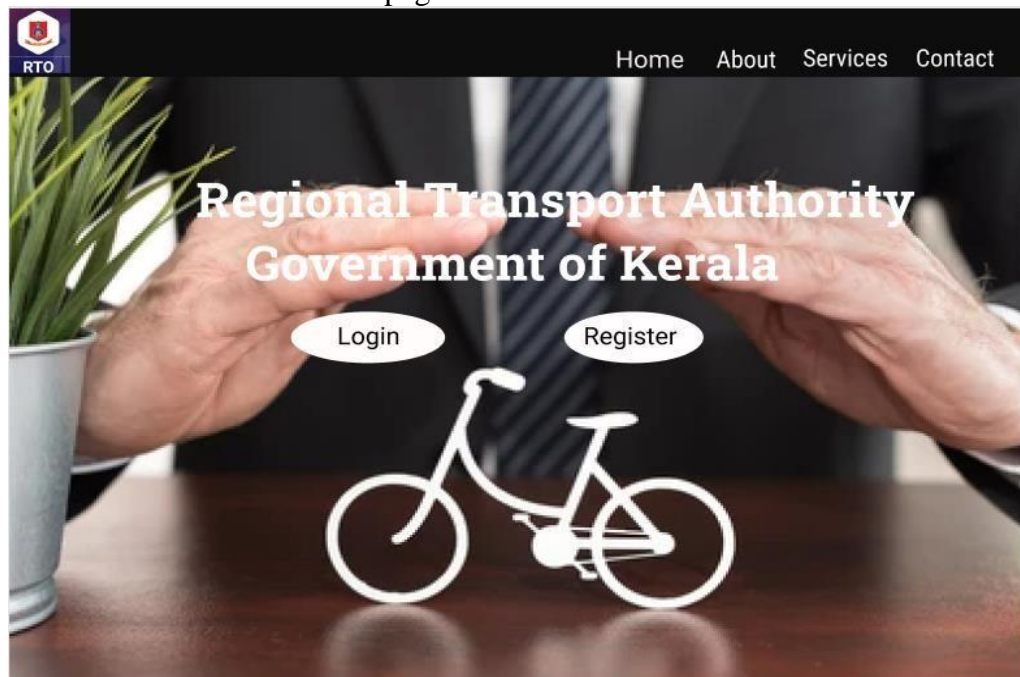 RTO
Home About Services Contact
Regional Transport Authority
Government of Kerala
Login Register